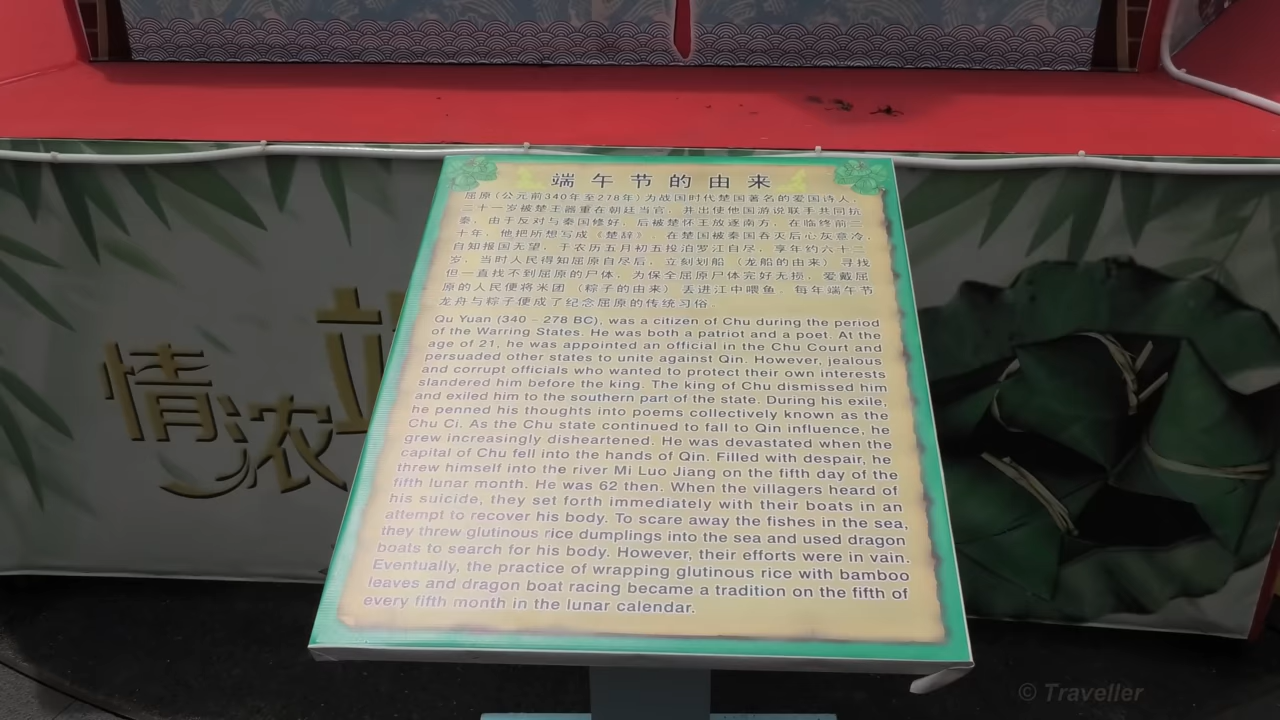 端午节的由来
屈原(公元前340年至278年)为战国时代楚国著名的爱国诗人,
二十一岁被楚王器重在朝廷当官, 并出使他国游说联手共同抗
秦, 由于反对与秦国修好, 后被楚怀王放逐南方, 在临终前二
十年, 他把所想写成《楚辞》, 在楚国被秦国吞灭后心灰意冷,
自知报国无望, 于农历五月初五投泊罗江自尽, 享年约六十二
岁, 当时人民得知屈原自尽后, 立刻划船 (龙船的由来) 寻找
但一直找不到屈原的尸体, 为保全屈原尸体完好无损, 爱戴屈
原的人民便将米团 (粽子的由来) 丢进江中喂鱼, 每年端午节
龙舟与粽子便成了纪念屈原的传统习俗.
Qu Yuan (340 - 278 BC), was a citizen of Chu during the period
of the Warring States. He was both a patriot and a poet. At the
age of 21, he was appointed an official in the Chu Court and
persuaded other states to unite against Qin. However, jealous
and corrupt officials who wanted to protect their own interests
slandered him before the king. The king of Chu dismissed him
and exiled him to the southern part of the state. During his exile,
he penned his thoughts into poems collectively known as the
Chu Ci. As the Chu state continued to fall to Qin influence, he
grew increasingly disheartened. He was devastated when the
capital of Chu fell into the hands of Qin. Filled with despair, he
threw himself into the river Mi Luo Jiang on the fifth day of the
fifth lunar month. He was 62 then. When the villagers heard of
his suicide, they set forth immediately with their boats in an
attempt to recover his body. To scare away the fishes in the sea,
they threw glutinous rice dumplings into the sea and used dragon
boats to search for his body. However, their efforts were in vain.
Eventually, the practice of wrapping glutinous rice with bamboo
leaves and dragon boat racing became a tradition on the fifth of
every fifth month in the lunar calendar.
情浓
© Traveller